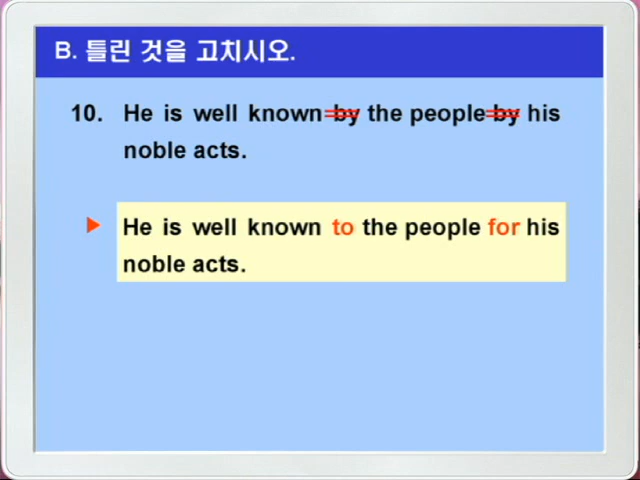 B. 틀린 것을 고치시오.
10. He is well known by the people by his
noble acts.
He is well known to the people for his
noble acts.